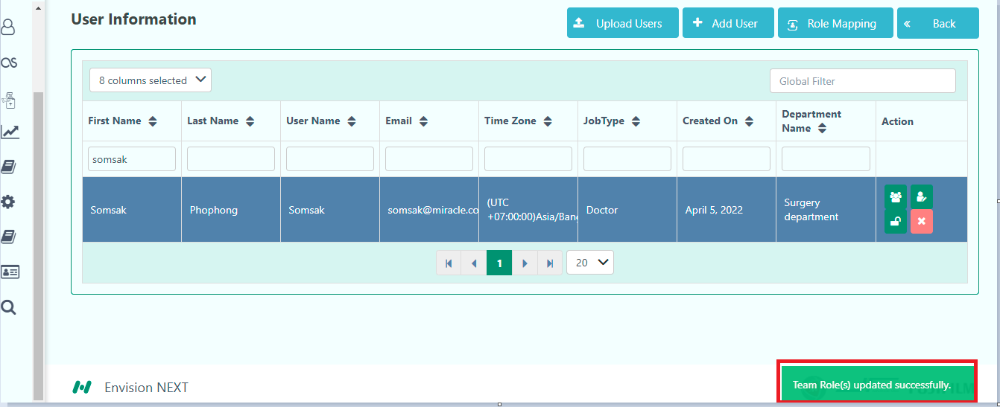 User Information
Upload Users
Add User
Role Mapping
Back
8 columns selected
Global Filter
First Name
Last Name
User Name
Email
Time Zone
JobType
Created On
Department
Name
Action
somsak
Somsak
Phophong
Somsak
somsak@miracle.co
(UTC
+07:00:00)Asia/Bang
Doctor
April 5, 2022
Surgery
department
1
20
Envision NEXT
Team Role(s) updated successfully.